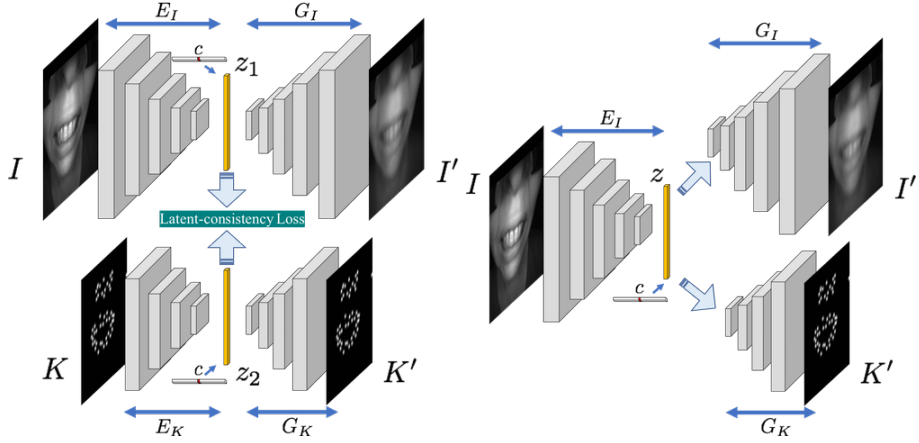 E_I
G_I
c
z_1
I
I'
Latent-consistency Loss
K
c
z_2
K'
E_K
G_K
G_I
E_I
I
z
I'
c
K'
G_K